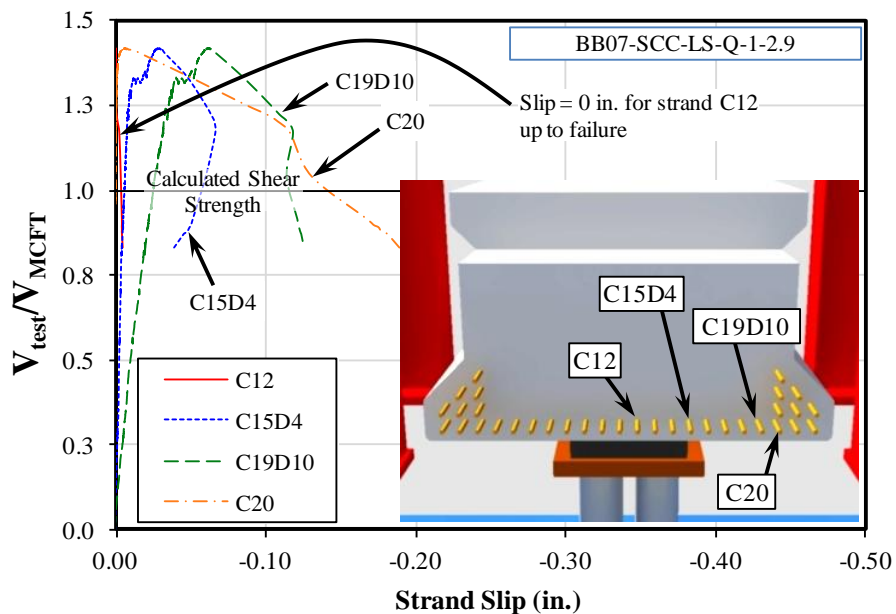 BB07-SCC-LS-Q-1-2.9
1.5
1.3
1.0
0.8
0.5
0.3
0.0
V_test/V_MCFT
C19D10
C20
Slip = 0 in. for strand C12
up to failure
Calculated Shear
Strength
C15D4
C15D4
C19D10
C12
C20
C12
C15D4
C19D10
C20
0.00
-0.10
-0.20
-0.30
-0.40
-0.50
Strand Slip (in.)